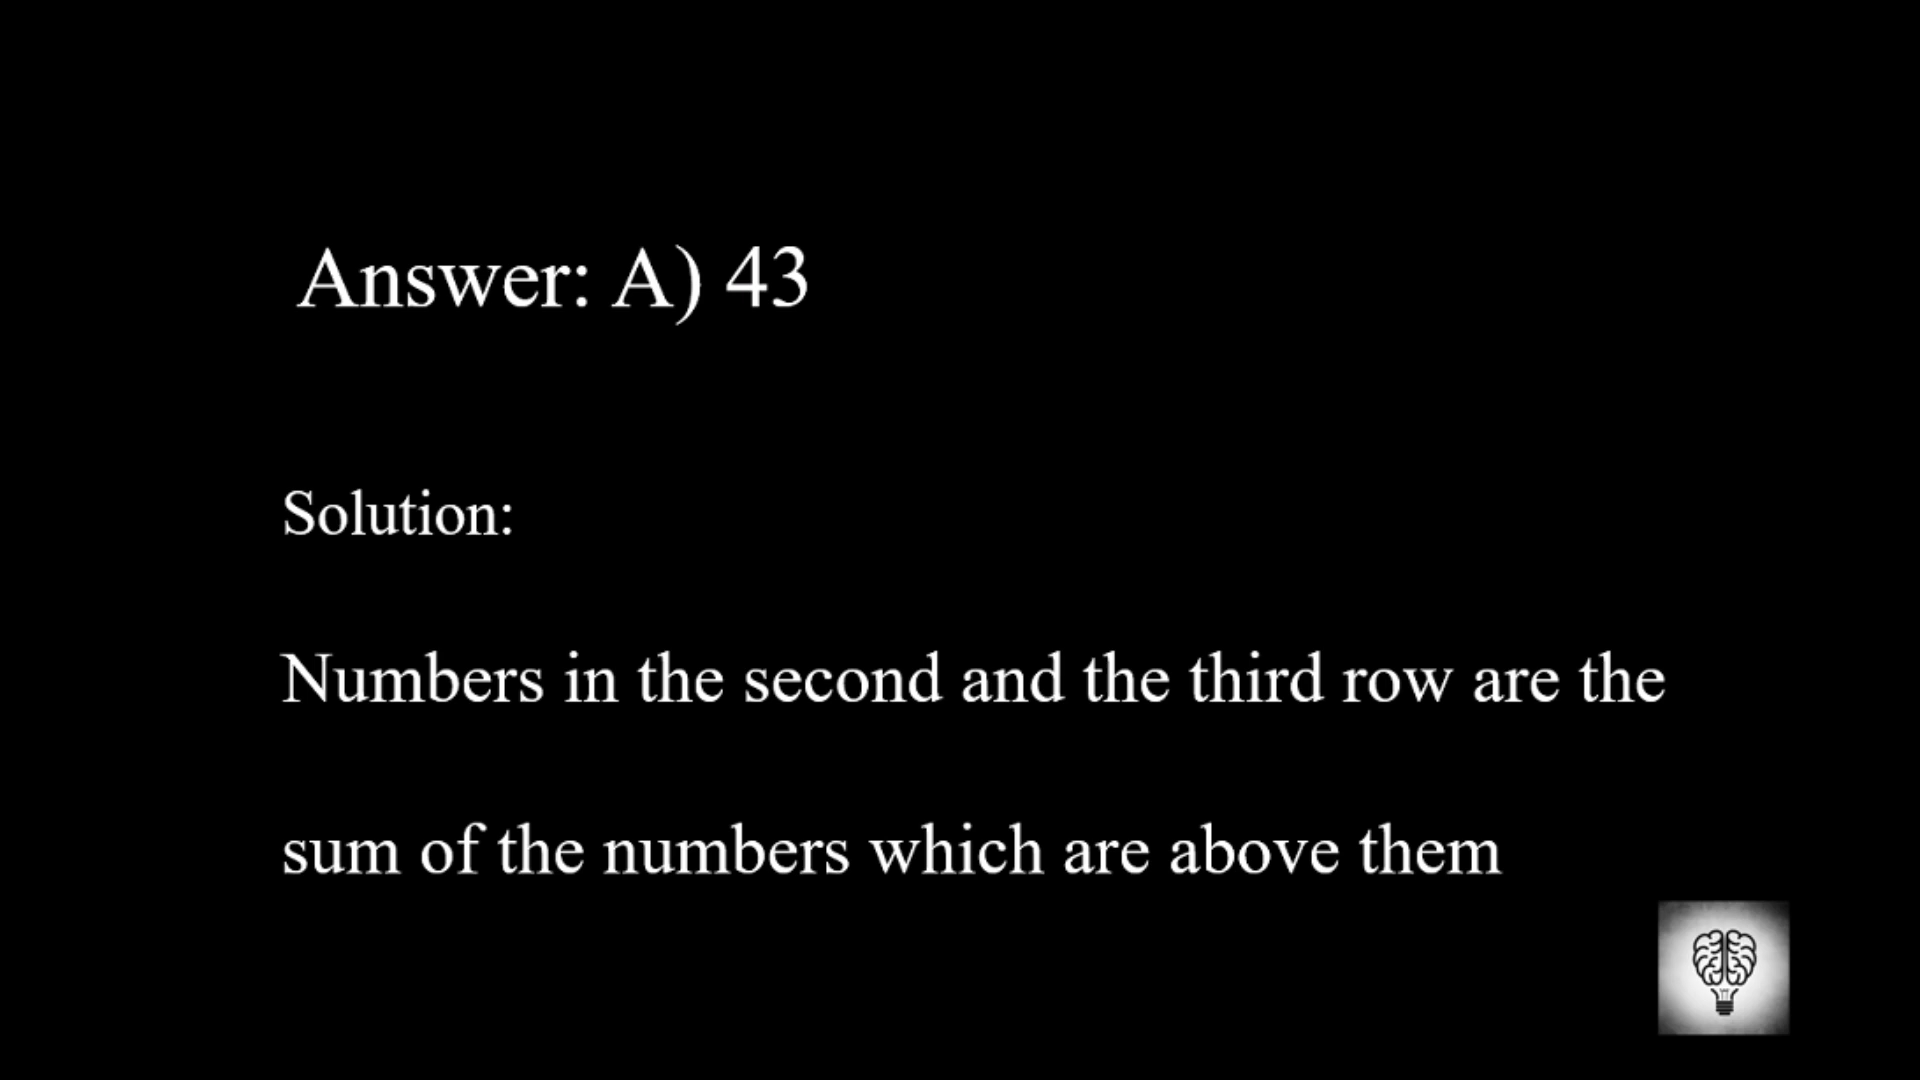 Answer: A) 43
Solution:
Numbers in the second and the third row are the
sum of the numbers which are above them